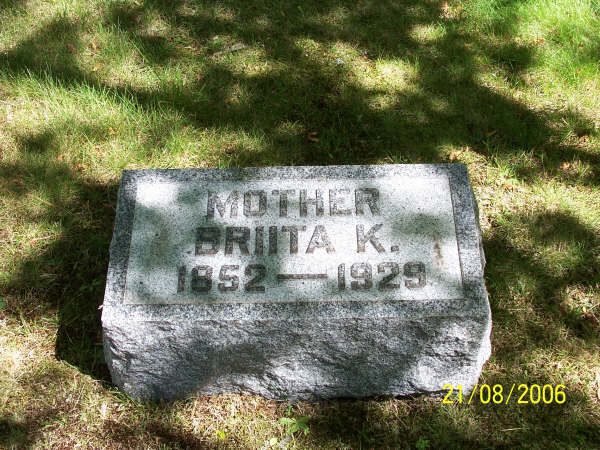 MOTHER
BRIITA K.
1852 — 1929
21/08/2006